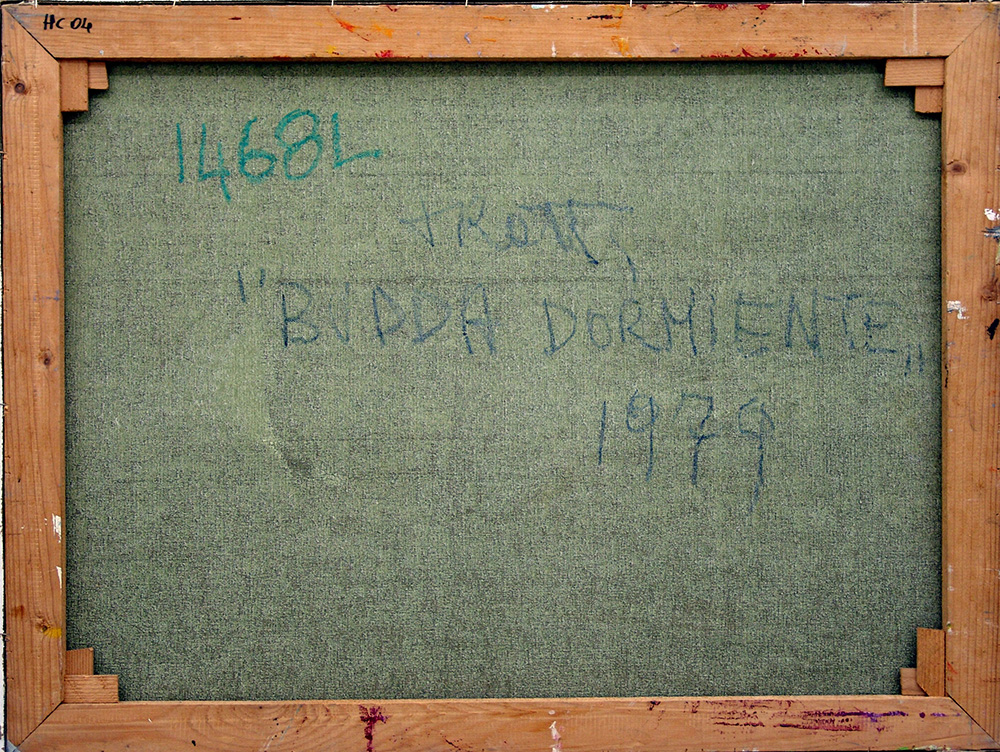 HC 04
1468L
"BUDDA DORMIENTE"
1979